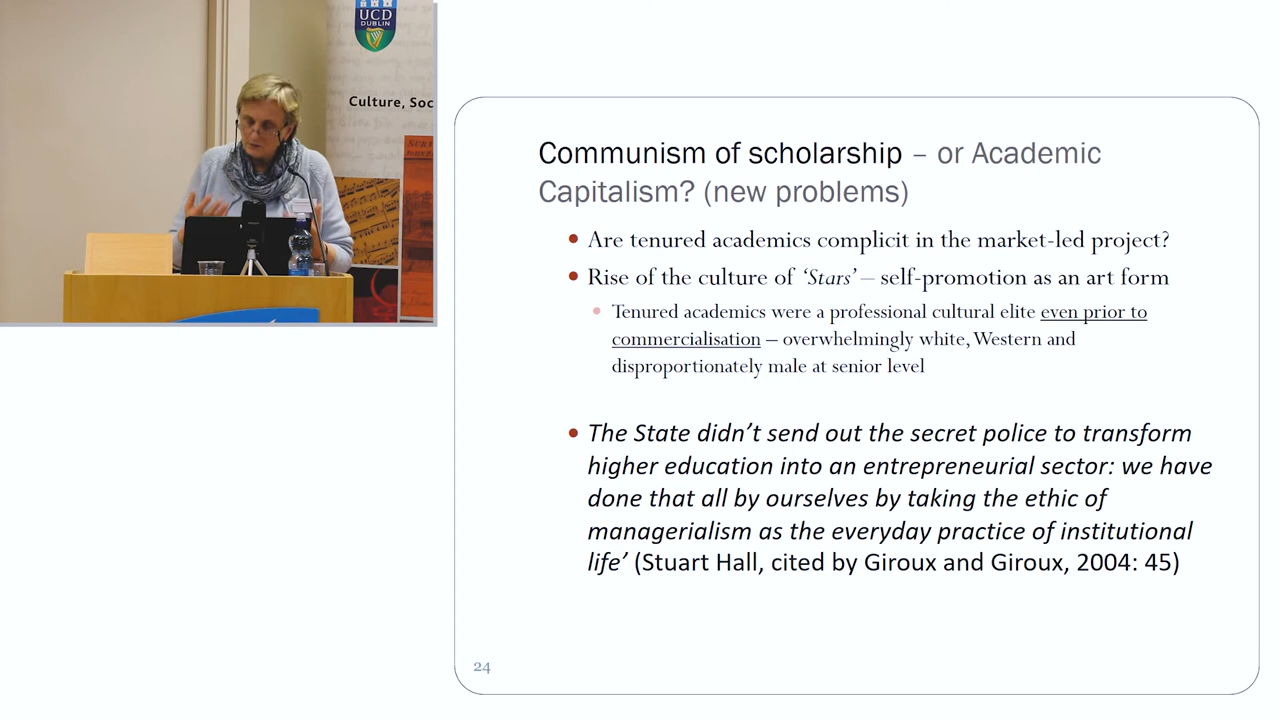 UCD
DUBLIN
Culture, Soc
Communism of scholarship – or Academic
Capitalism? (new problems)
• Are tenured academics complicit in the market-led project?
• Rise of the culture of ‘Stars’ – self-promotion as an art form
• Tenured academics were a professional cultural elite even prior to
commercialisation – overwhelmingly white, Western and
disproportionately male at senior level
• The State didn’t send out the secret police to transform
higher education into an entrepreneurial sector: we have
done that all by ourselves by taking the ethic of
managerialism as the everyday practice of institutional
life’ (Stuart Hall, cited by Giroux and Giroux, 2004: 45)
24